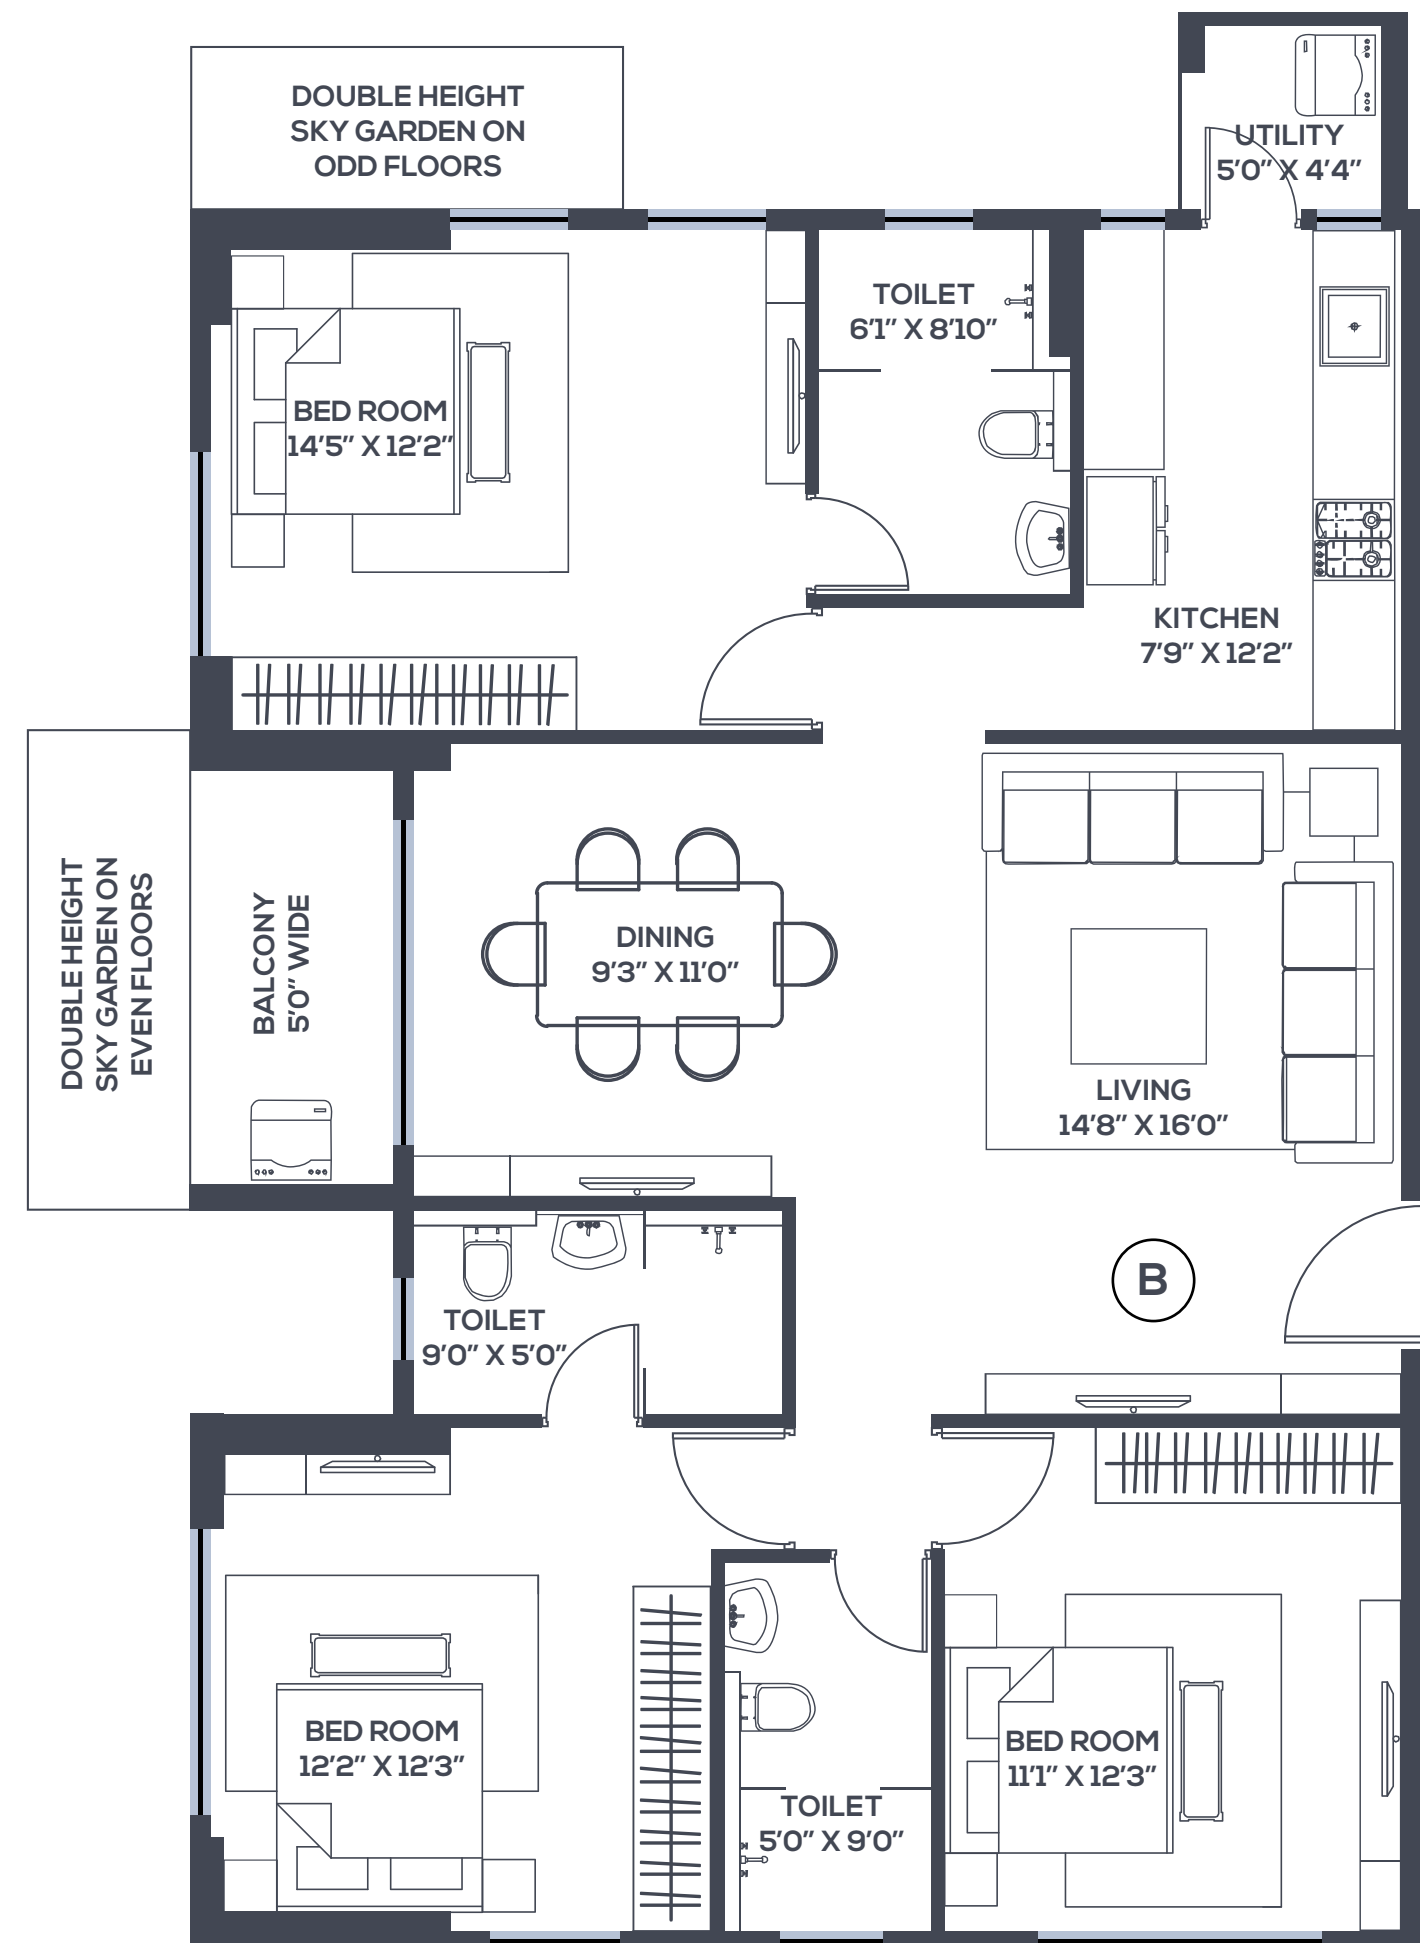 DOUBLE HEIGHT
SKY GARDEN ON
ODD FLOORS
UTILITY
5'0" X 4'4"
TOILET
6'1" X 8'10"
BED ROOM
14'5" X 12'2"
KITCHEN
7'9" X 12'2"
DOUBLE HEIGHT
SKY GARDEN ON
EVEN FLOORS
BALCONY
5'0" WIDE
DINING
9'3" X 11'0"
LIVING
14'8" X 16'0"
B
TOILET
9'0" X 5'0"
BED ROOM
12'2" X 12'3"
BED ROOM
11'1" X 12'3"
TOILET
5'0" X 9'0"